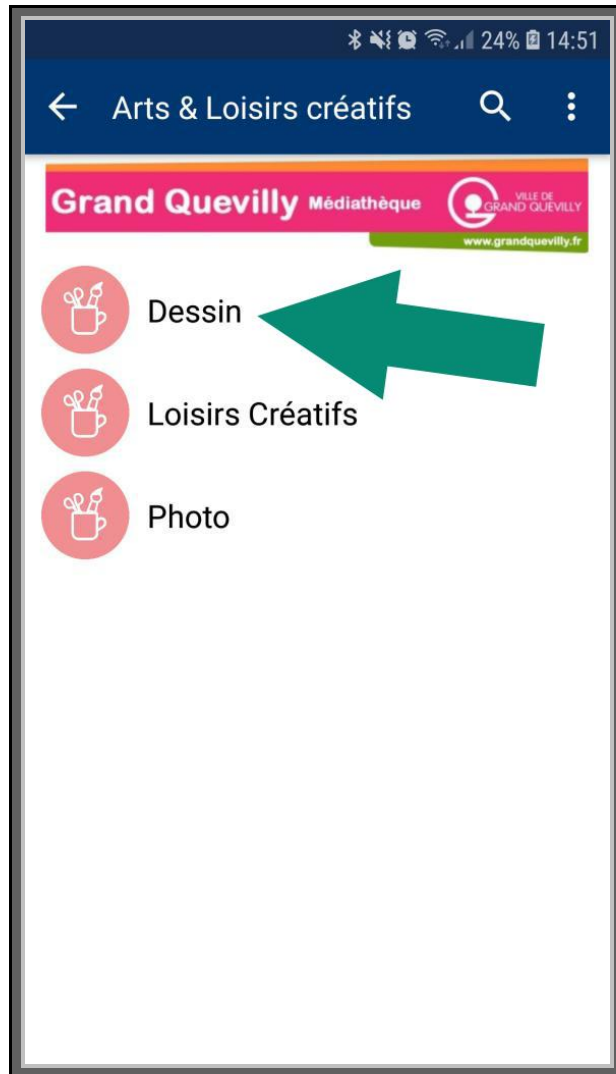 24% 14:51
Arts & Loisirs créatifs
Grand Quevilly Médiathèque
VILLE DE
GRAND QUEVILLY
www.grandquevilly.fr
Dessin
Loisirs Créatifs
Photo